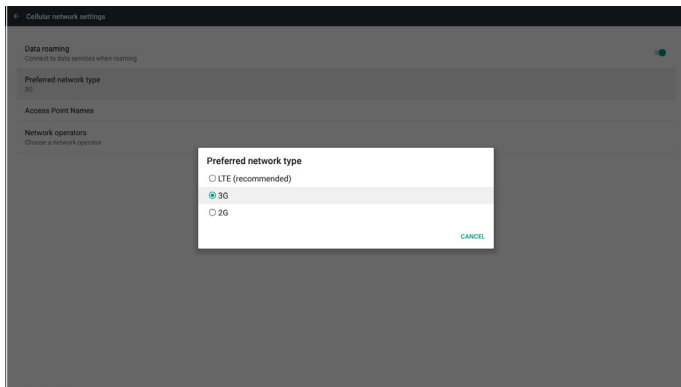 Cellular network settings
Data roaming
Connect to data services when roaming
Preferred network type
3G
Access Point Names
Network operators
Choose a network operator
Preferred network type
LTE (recommended)
3G
2G
CANCEL